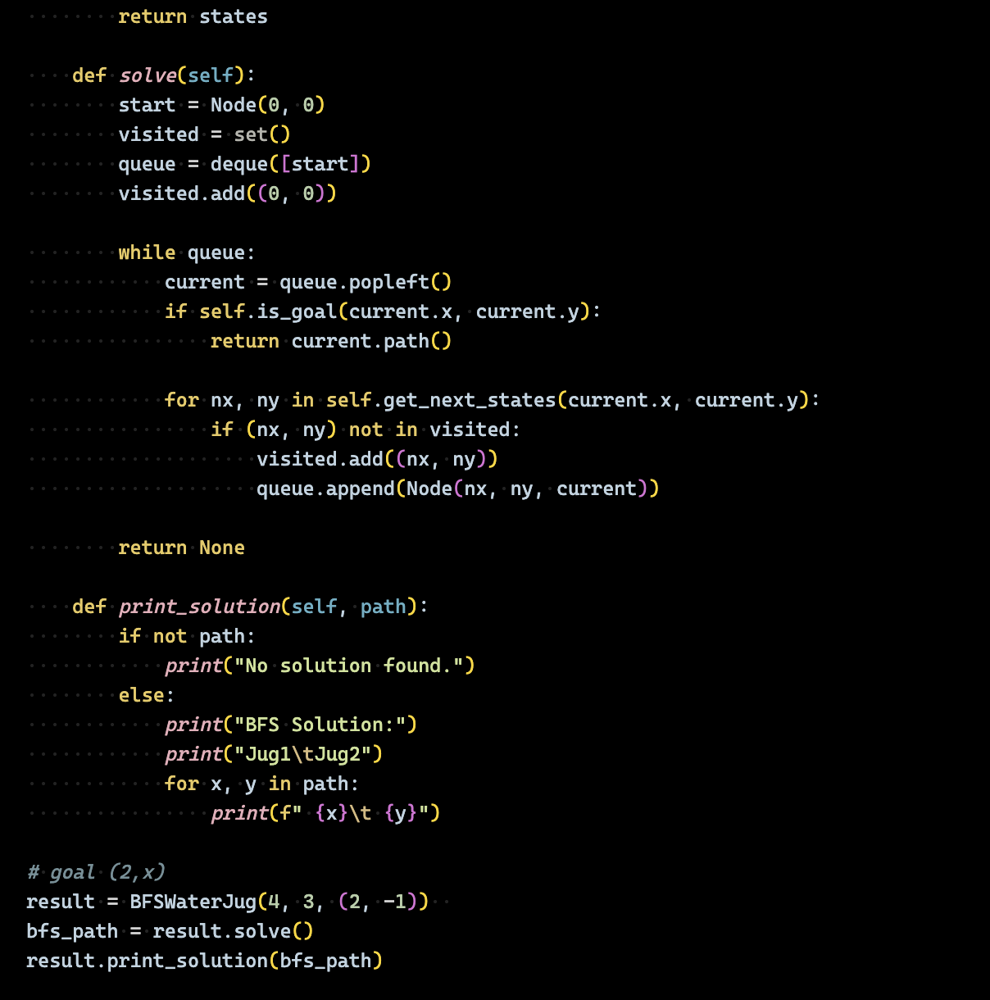 return states

    def solve(self):
        start = Node(0, 0)
        visited = set()
        queue = deque([start])
        visited.add((0, 0))

        while queue:
            current = queue.popleft()
            if self.is_goal(current.x, current.y):
                return current.path()

            for nx, ny in self.get_next_states(current.x, current.y):
                if (nx, ny) not in visited:
                    visited.add((nx, ny))
                    queue.append(Node(nx, ny, current))

        return None

    def print_solution(self, path):
        if not path:
            print("No solution found.")
        else:
            print("BFS Solution:")
            print("Jug1\tJug2")
            for x, y in path:
                print(f" {x}\t {y}")

# goal (2,x)
result = BFSWaterJug(4, 3, (2, -1))
bfs_path = result.solve()
result.print_solution(bfs_path)